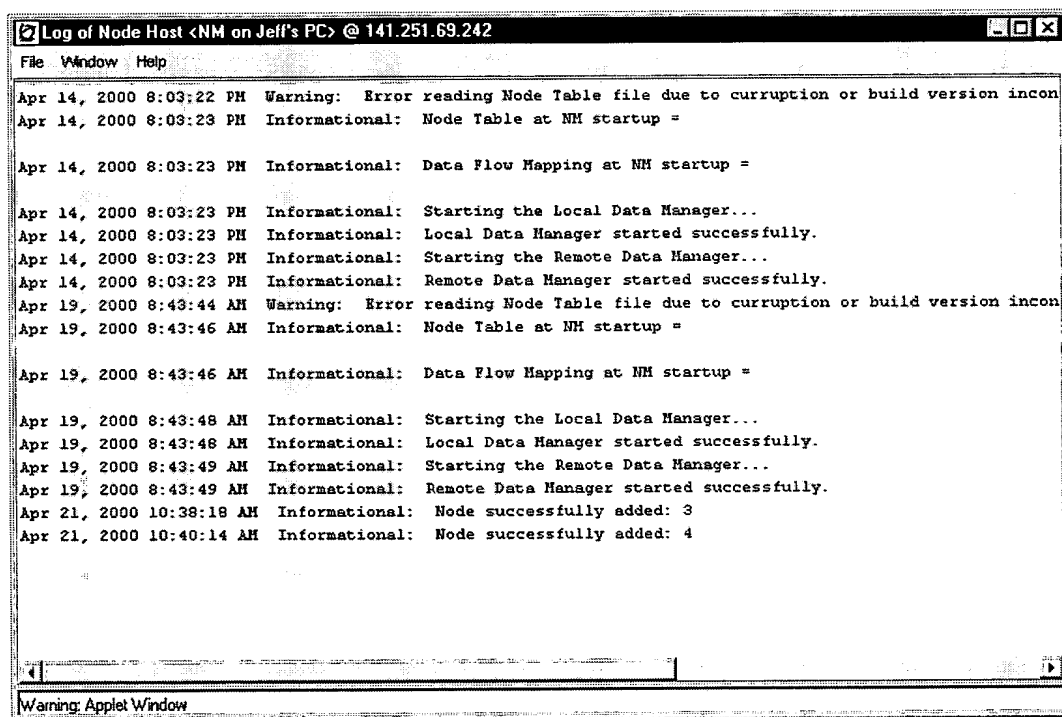 Log of Node Host <NM on Jeff's PC> @ 141.251.69.242
File Window Help
Apr 14, 2000 8:03:22 PM Warning: Error reading Node Table file due to curruption or build version incon
Apr 14, 2000 8:03:23 PM Informational: Node Table at NM startup =
Apr 14, 2000 8:03:23 PM Informational: Data Flow Mapping at NM startup =
Apr 14, 2000 8:03:23 PM Informational: Starting the Local Data Manager...
Apr 14, 2000 8:03:23 PM Informational: Local Data Manager started successfully.
Apr 14, 2000 8:03:23 PM Informational: Starting the Remote Data Manager...
Apr 14, 2000 8:03:23 PM Informational: Remote Data Manager started successfully.
Apr 19, 2000 8:43:44 AM Warning: Error reading Node Table file due to curruption or build version incon
Apr 19, 2000 8:43:46 AM Informational: Node Table at NM startup =
Apr 19, 2000 8:43:46 AM Informational: Data Flow Mapping at NM startup =
Apr 19, 2000 8:43:48 AM Informational: Starting the Local Data Manager...
Apr 19, 2000 8:43:48 AM Informational: Local Data Manager started successfully.
Apr 19, 2000 8:43:49 AM Informational: Starting the Remote Data Manager...
Apr 19, 2000 8:43:49 AM Informational: Remote Data Manager started successfully.
Apr 21, 2000 10:38:18 AM Informational: Node successfully added: 3
Apr 21, 2000 10:40:14 AM Informational: Node successfully added: 4
Warning: Applet Window